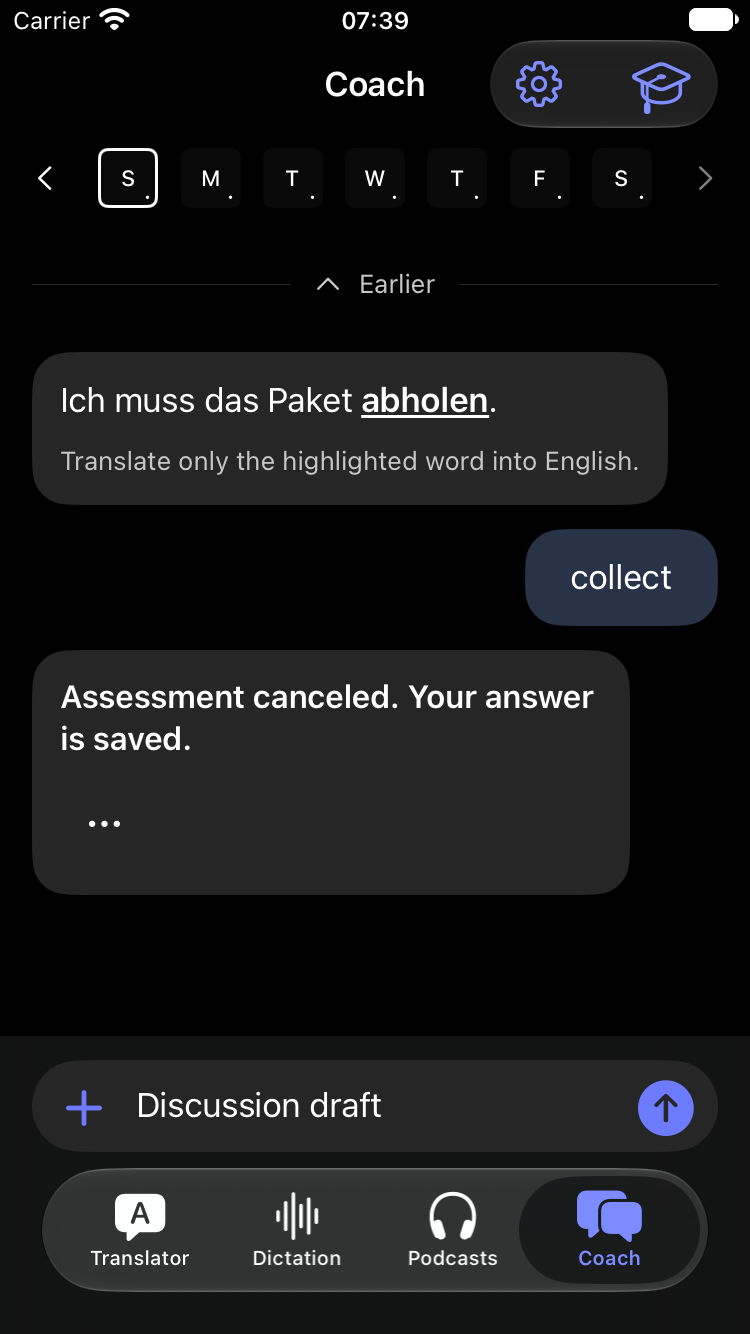 Carrier 07:39
Coach
S M T W T F S
Earlier
Ich muss das Paket abholen.
Translate only the highlighted word into English.
collect
Assessment canceled. Your answer
is saved.
...
Discussion draft
A
Translator Dictation Podcasts Coach